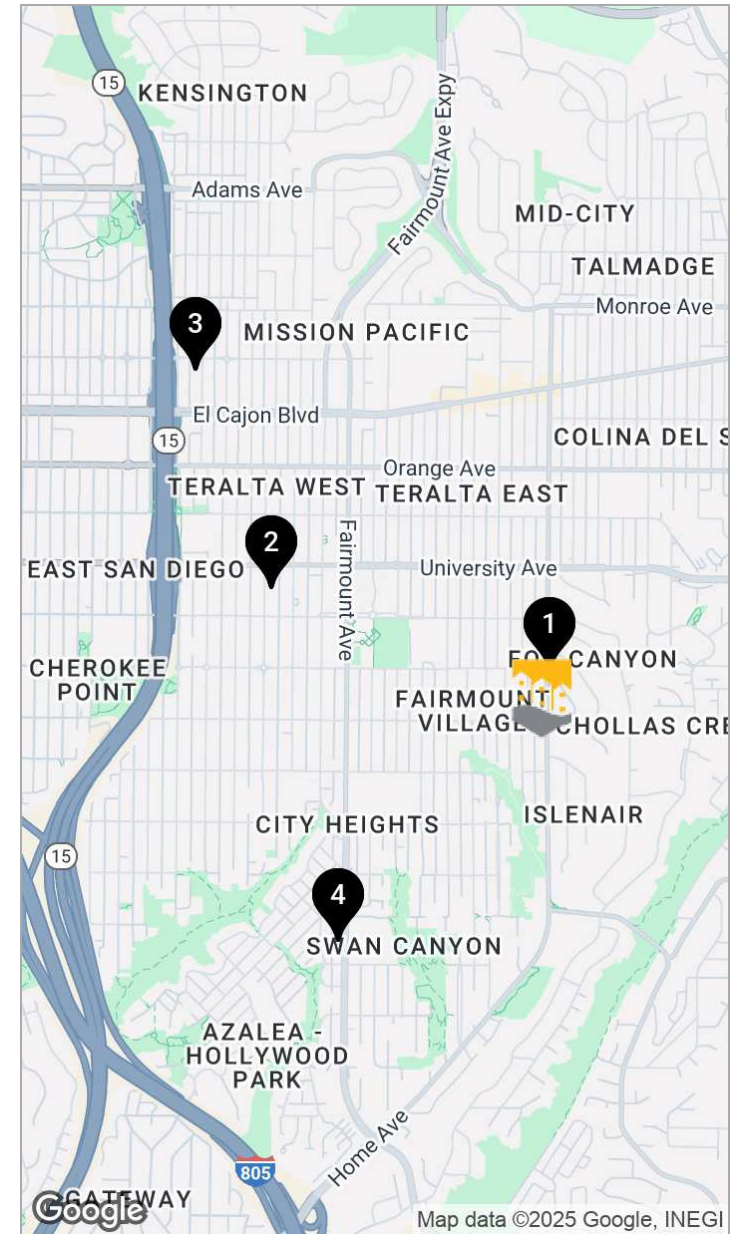 15
KENSINGTON
Fairmount Ave Expy
Adams Ave
MID-CITY
TALMADGE
Monroe Ave
3
MISSION PACIFIC
El Cajon Blvd
15
COLINA DEL S
Orange Ave
TERALTA WEST
TERALTA EAST
2
Fairmount Ave
EAST SAN DIEGO
University Ave
1
CANYON
CHEROKEE
POINT
FAIRMOUNT
VILLAGE
CHOLLAS CRE
ISLENAIR
CITY HEIGHTS
15
4
SWAN CANYON
AZALEA -
HOLLYWOOD
PARK
Home Ave
805
GATEWAY
Google
Map data ©2025 Google, INEGI